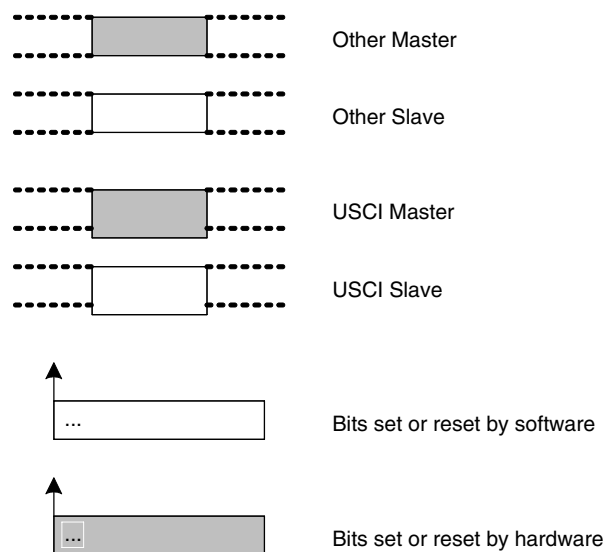 Other Master
Other Slave
USCI Master
USCI Slave
...
Bits set or reset by software
...
Bits set or reset by hardware